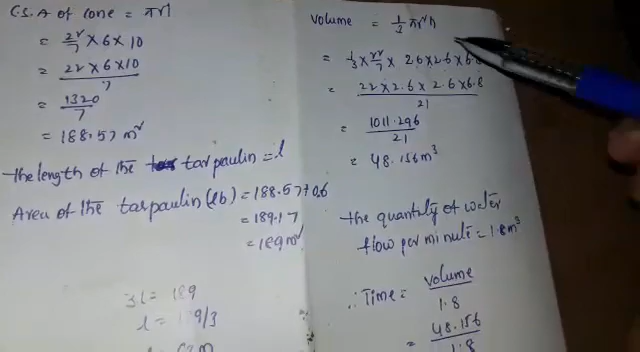 C.S.A of Cone = πrl
= 22/7 × 6 × 10
= 22 × 6 × 10 / 7
= 1320 / 7
= 188.57 m²
The length of the tarpaulin = l
Area of the tarpaulin (lb) = 188.57 + 0.6
= 189.17
= 189 m²
3l = 189
l = 189/3
l = 63 m
Volume = 1/3 πr²h
= 1/3 × 22/7 × 2.6 × 2.6 × 6.8
= 22 × 2.6 × 2.6 × 6.8 / 21
= 1011.296 / 21
= 48.156 m³
The quantity of water
flow per minute = 1.8 m³
∴ Time = Volume / 1.8
= 48.156 / 1.8